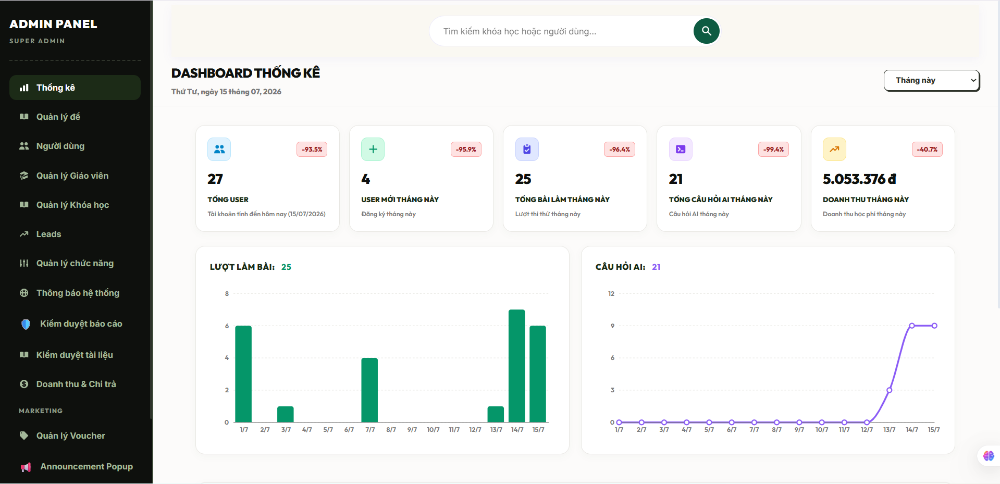 ADMIN PANEL
SUPER ADMIN
Thống kê
Quản lý đề
Người dùng
Quản lý Giáo viên
Quản lý Khóa học
Leads
Quản lý chức năng
Thông báo hệ thống
Kiểm duyệt báo cáo
Kiểm duyệt tài liệu
Doanh thu & Chi trả
MARKETING
Quản lý Voucher
Announcement Popup
Tìm kiếm khóa học hoặc người dùng...
DASHBOARD THỐNG KÊ
Thứ Tư, ngày 15 tháng 07, 2026
Tháng này
-93.5%
27
TỔNG USER
Tài khoản tính đến hôm nay (15/07/2026)
-95.9%
4
USER MỚI THÁNG NÀY
Đăng ký tháng này
-96.4%
25
TỔNG BÀI LÀM THÁNG NÀY
Lượt thi thử tháng này
-99.4%
21
TỔNG CÂU HỎI AI THÁNG NÀY
Câu hỏi AI tháng này
-40.7%
5.053.376 đ
DOANH THU THÁNG NÀY
Doanh thu học phí tháng này
LƯỢT LÀM BÀI: 25
8
6
4
2
0
1/7 2/7 3/7 4/7 5/7 6/7 7/7 8/7 9/7 10/7 11/7 12/7 13/7 14/7 15/7
CÂU HỎI AI: 21
12
9
6
3
0
1/7 2/7 3/7 4/7 5/7 6/7 7/7 8/7 9/7 10/7 11/7 12/7 13/7 14/7 15/7